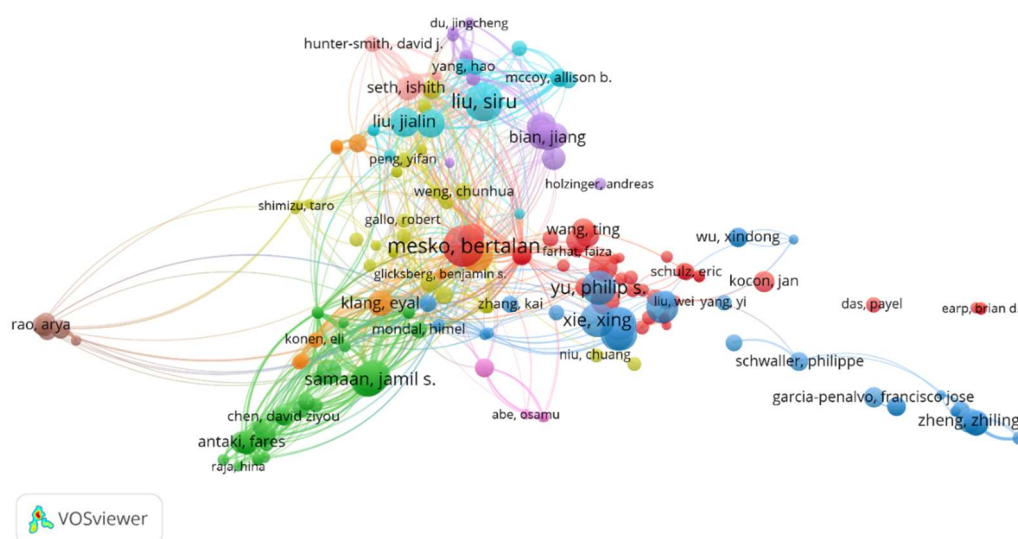 du, jingcheng
hunter-smith, david j.
yang, hao
mccoy, allison b.
seth, ishith
liu, siru
liu, jialin
bian, jiang
peng, yifan
holzinger, andreas
weng, chunhua
shimizu, taro
gallo, robert
wang, ting
wu, xindong
mesko, bertalan
farhat, faiza
glicksberg, benjamin s.
schulz, eric
kocon, jan
yu, philip s.
klang, eyal
zhang, kai
liu, wei
yang, yi
das, payel
earp, brian d.
rao, arya
xie, xing
mondal, himel
konen, eli
niu, chuang
schwaller, philippe
samaan, jamil s.
garcia-penalvo, francisco jose
chen, david ziyou
abe, osamu
zheng, zhiling
antaki, fares
raja, hina
VOSviewer